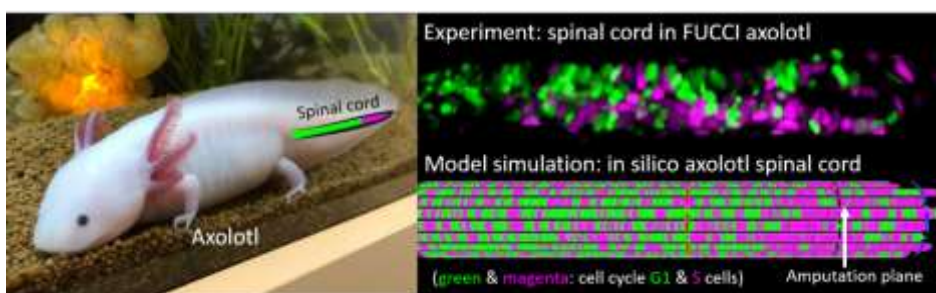 Spinal cord
Axolotl
Experiment: spinal cord in FUCCI axolotl
Model simulation: in silico axolotl spinal cord
(green & magenta: cell cycle G1 & S cells)
Amputation plane